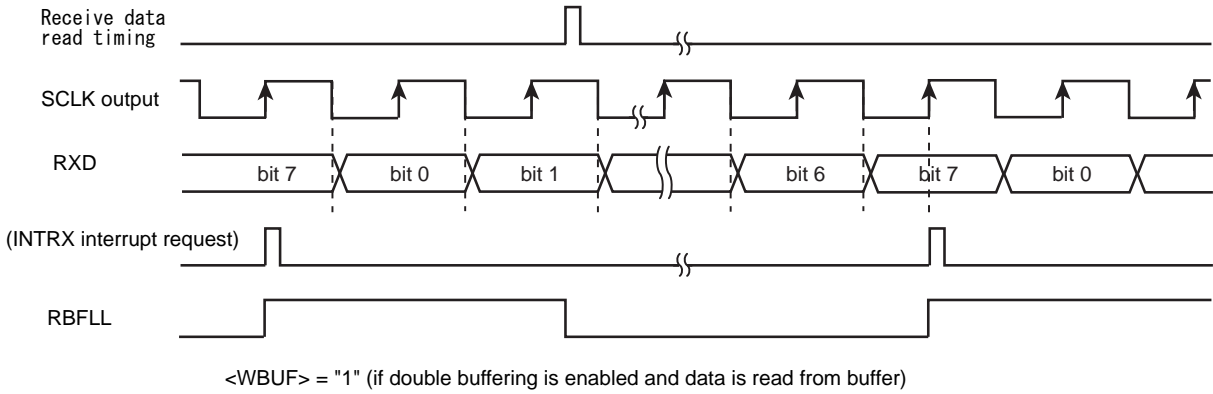 Receive data
read timing
SCLK output
RXD
bit 7 bit 0 bit 1 bit 6 bit 7 bit 0
(INTRX interrupt request)
RBFLL
<WBUF> = "1" (if double buffering is enabled and data is read from buffer)